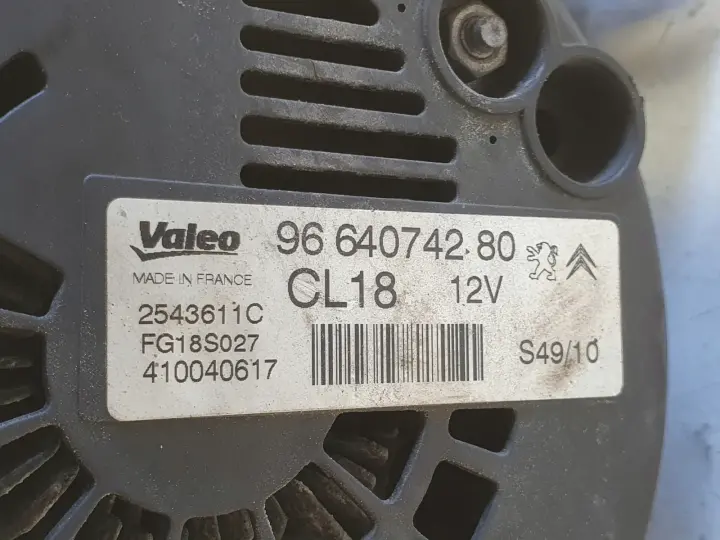 Valeo 96 640742 80
MADE IN FRANCE CL18 12V
2543611C
FG18S027 S49/10
410040617